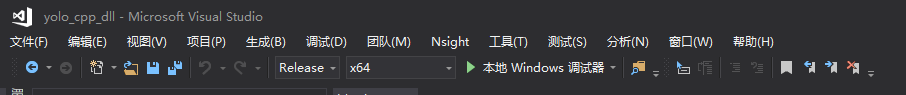 yolo_cpp_dll - Microsoft Visual Studio
文件(F) 编辑(E) 视图(V) 项目(P) 生成(B) 调试(D) 团队(M) Nsight 工具(T) 测试(S) 分析(N) 窗口(W) 帮助(H)
Release x64 本地 Windows 调试器